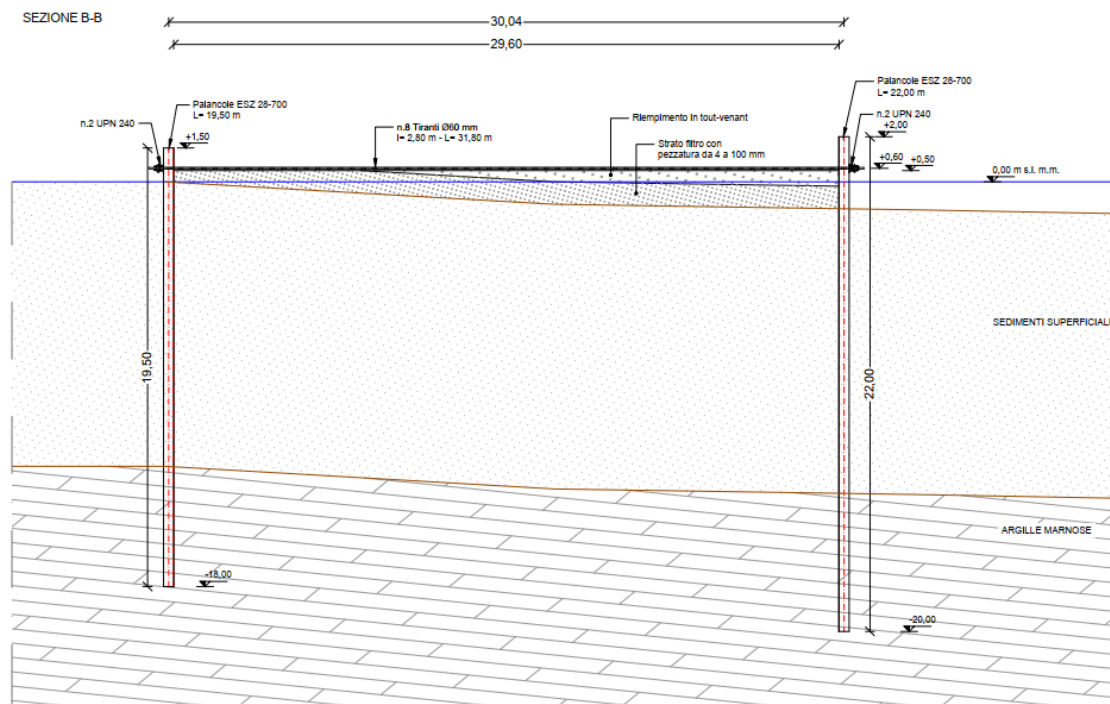 SEZIONE B-B
30,04
29,60
Palancole ESZ 28-700
L= 19,50 m
n.2 UPN 240
+1,50
n.8 Tiranti Ø60 mm
l= 2,80 m - L= 31,80 m
Riempimento in tout-venant
Strato filtro con
pezzatura da 4 a 100 mm
Palancole ESZ 28-700
L= 22,00 m
n.2 UPN 240
+2,00
+0,60
+0,50
0,00 m s.l. m.m.
19,50
22,00
SEDIMENTI SUPERFICIALI
ARGILLE MARNOSE
-18,00
-20,00